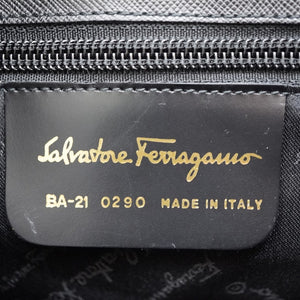 Salvatore Ferragamo
BA-21 0290 MADE IN ITALY